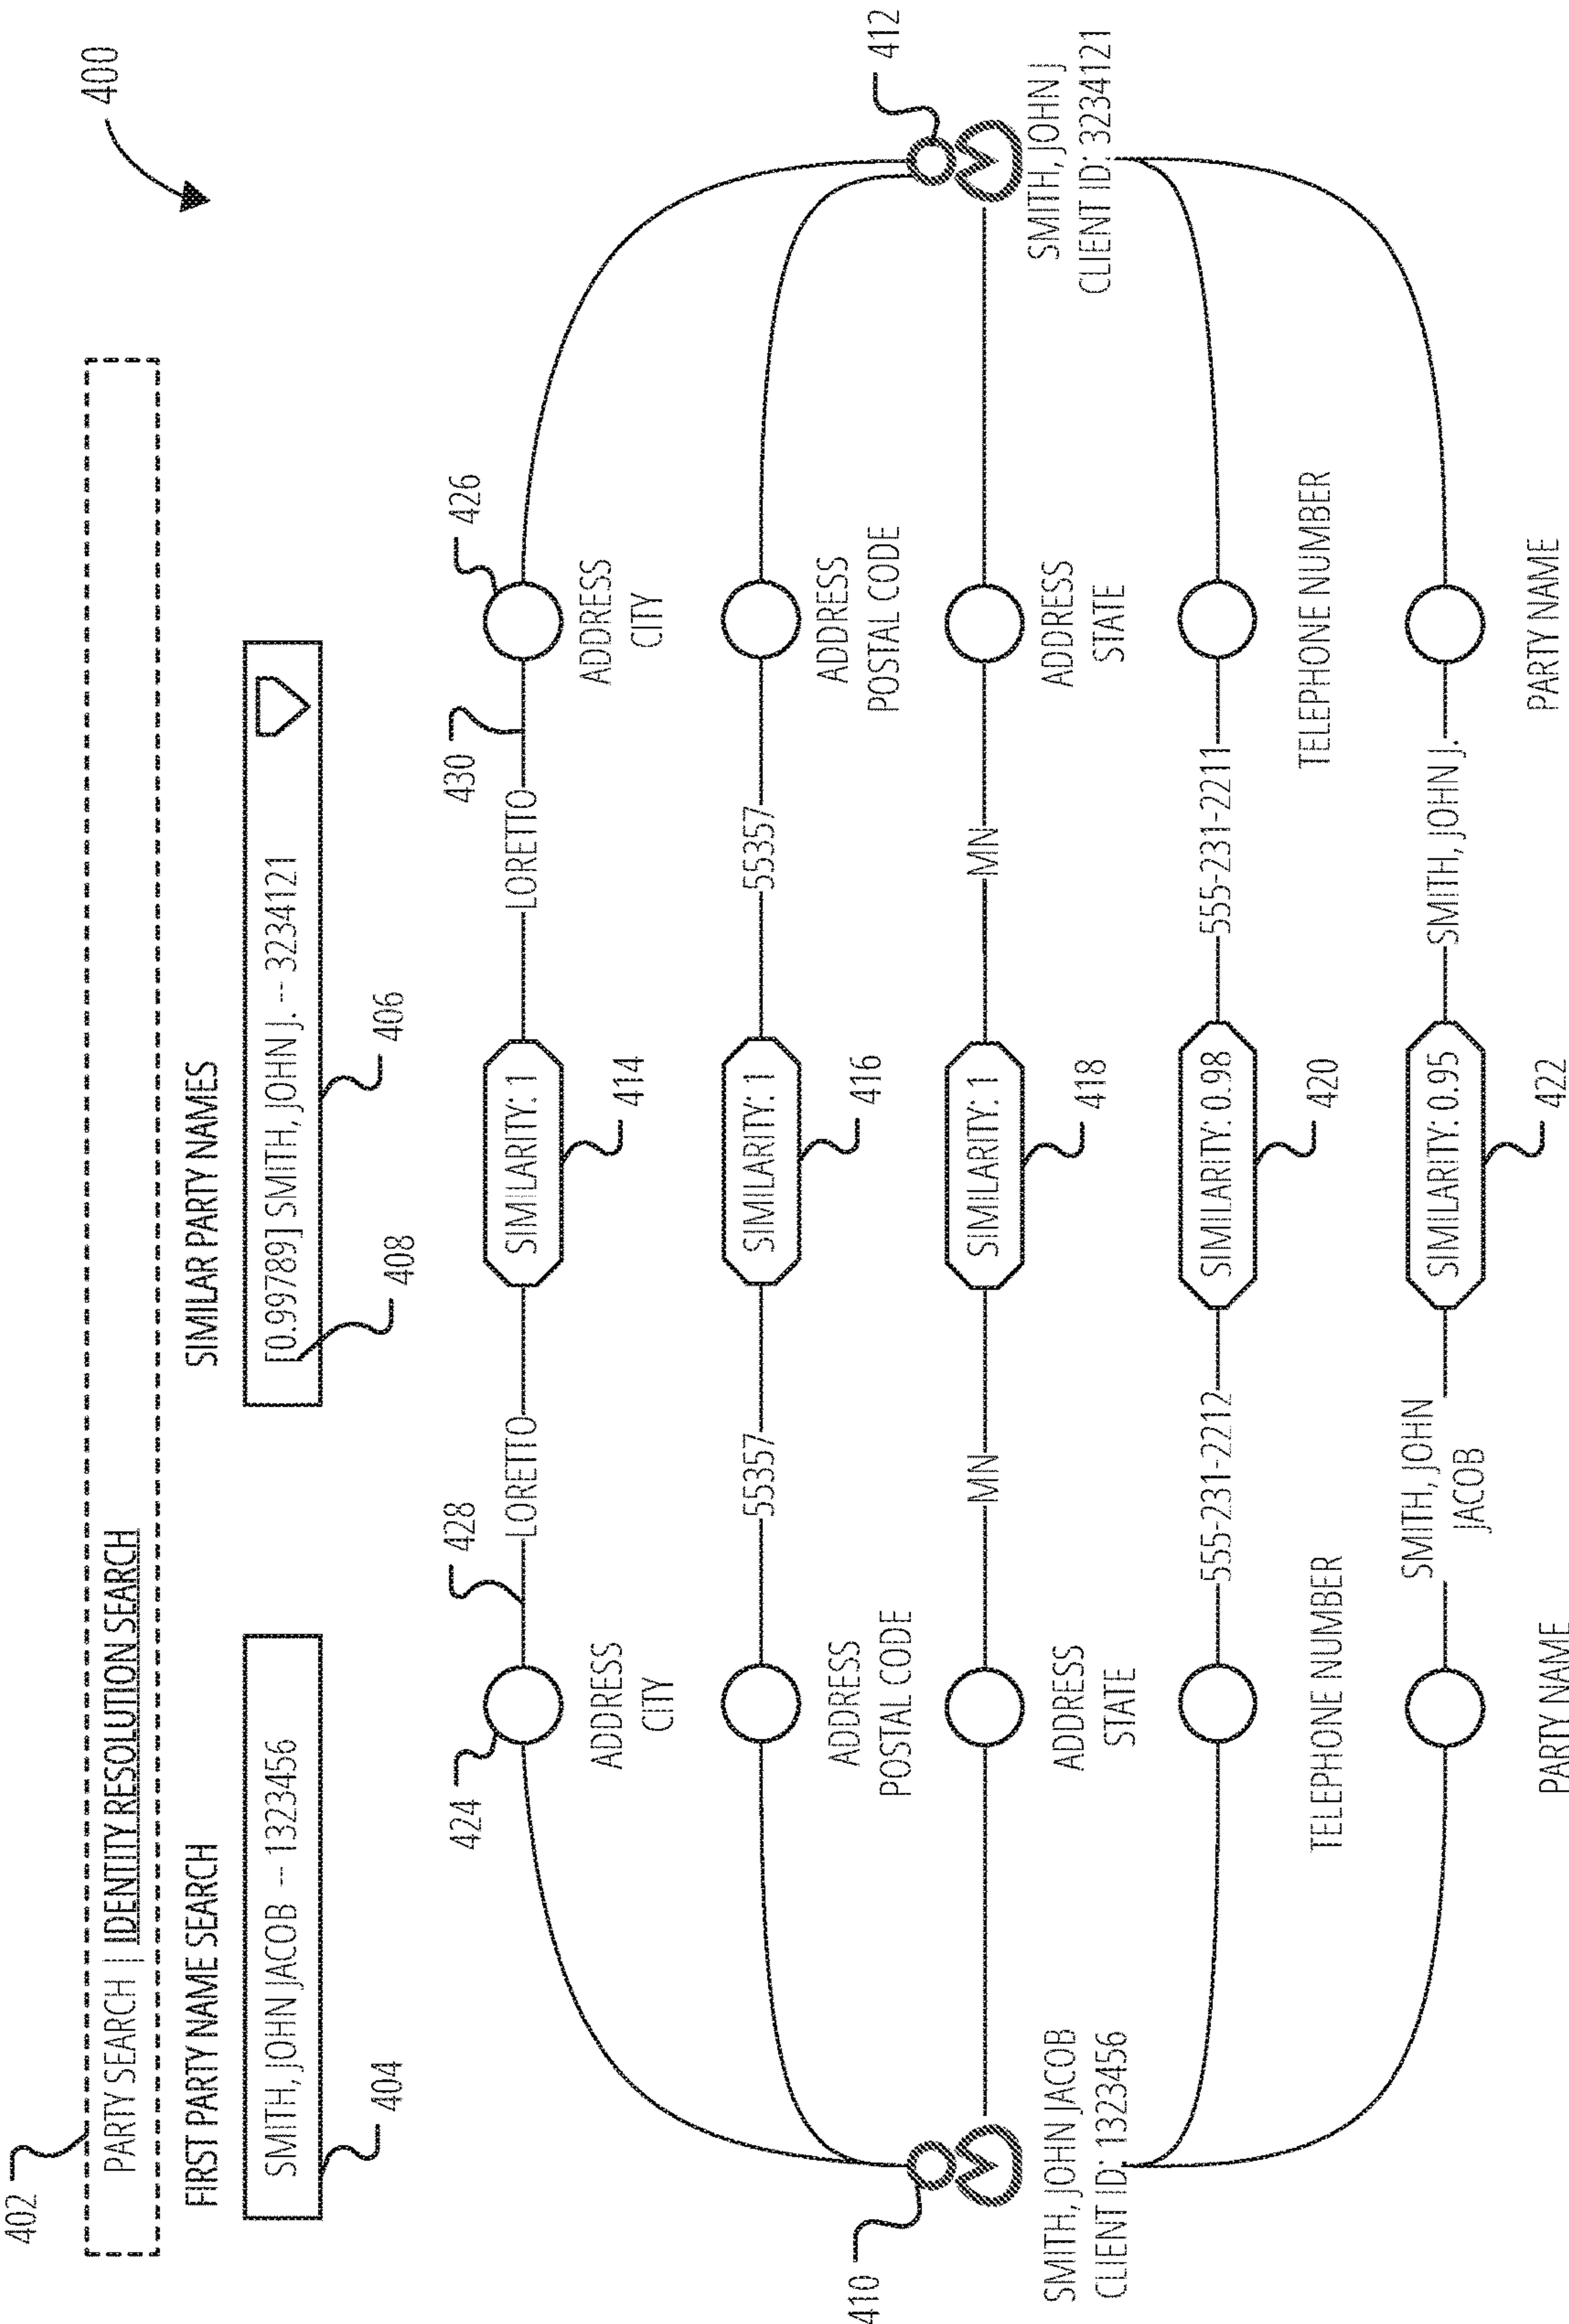 400
402
PARTY SEARCH | IDENTITY RESOLUTION SEARCH
FIRST PARTY NAME SEARCH
SIMILAR PARTY NAMES
SMITH, JOHN JACOB -- 1323456
[0.99789] SMITH, JOHN J. -- 3234121
404
408
406
424
428
430
426
LORETTO
SIMILARITY: 1
LORETTO
ADDRESS
CITY
414
ADDRESS
CITY
55357
SIMILARITY: 1
55357
ADDRESS
POSTAL CODE
416
ADDRESS
POSTAL CODE
410
412
MN
SIMILARITY: 1
MN
SMITH, JOHN JACOB
CLIENT ID: 1323456
ADDRESS
STATE
418
ADDRESS
STATE
SMITH, JOHN J
CLIENT ID: 3234121
555-231-2212
SIMILARITY: 0.98
555-231-2211
TELEPHONE NUMBER
420
TELEPHONE NUMBER
SMITH, JOHN
JACOB
SIMILARITY: 0.95
SMITH, JOHN J.
PARTY NAME
422
PARTY NAME